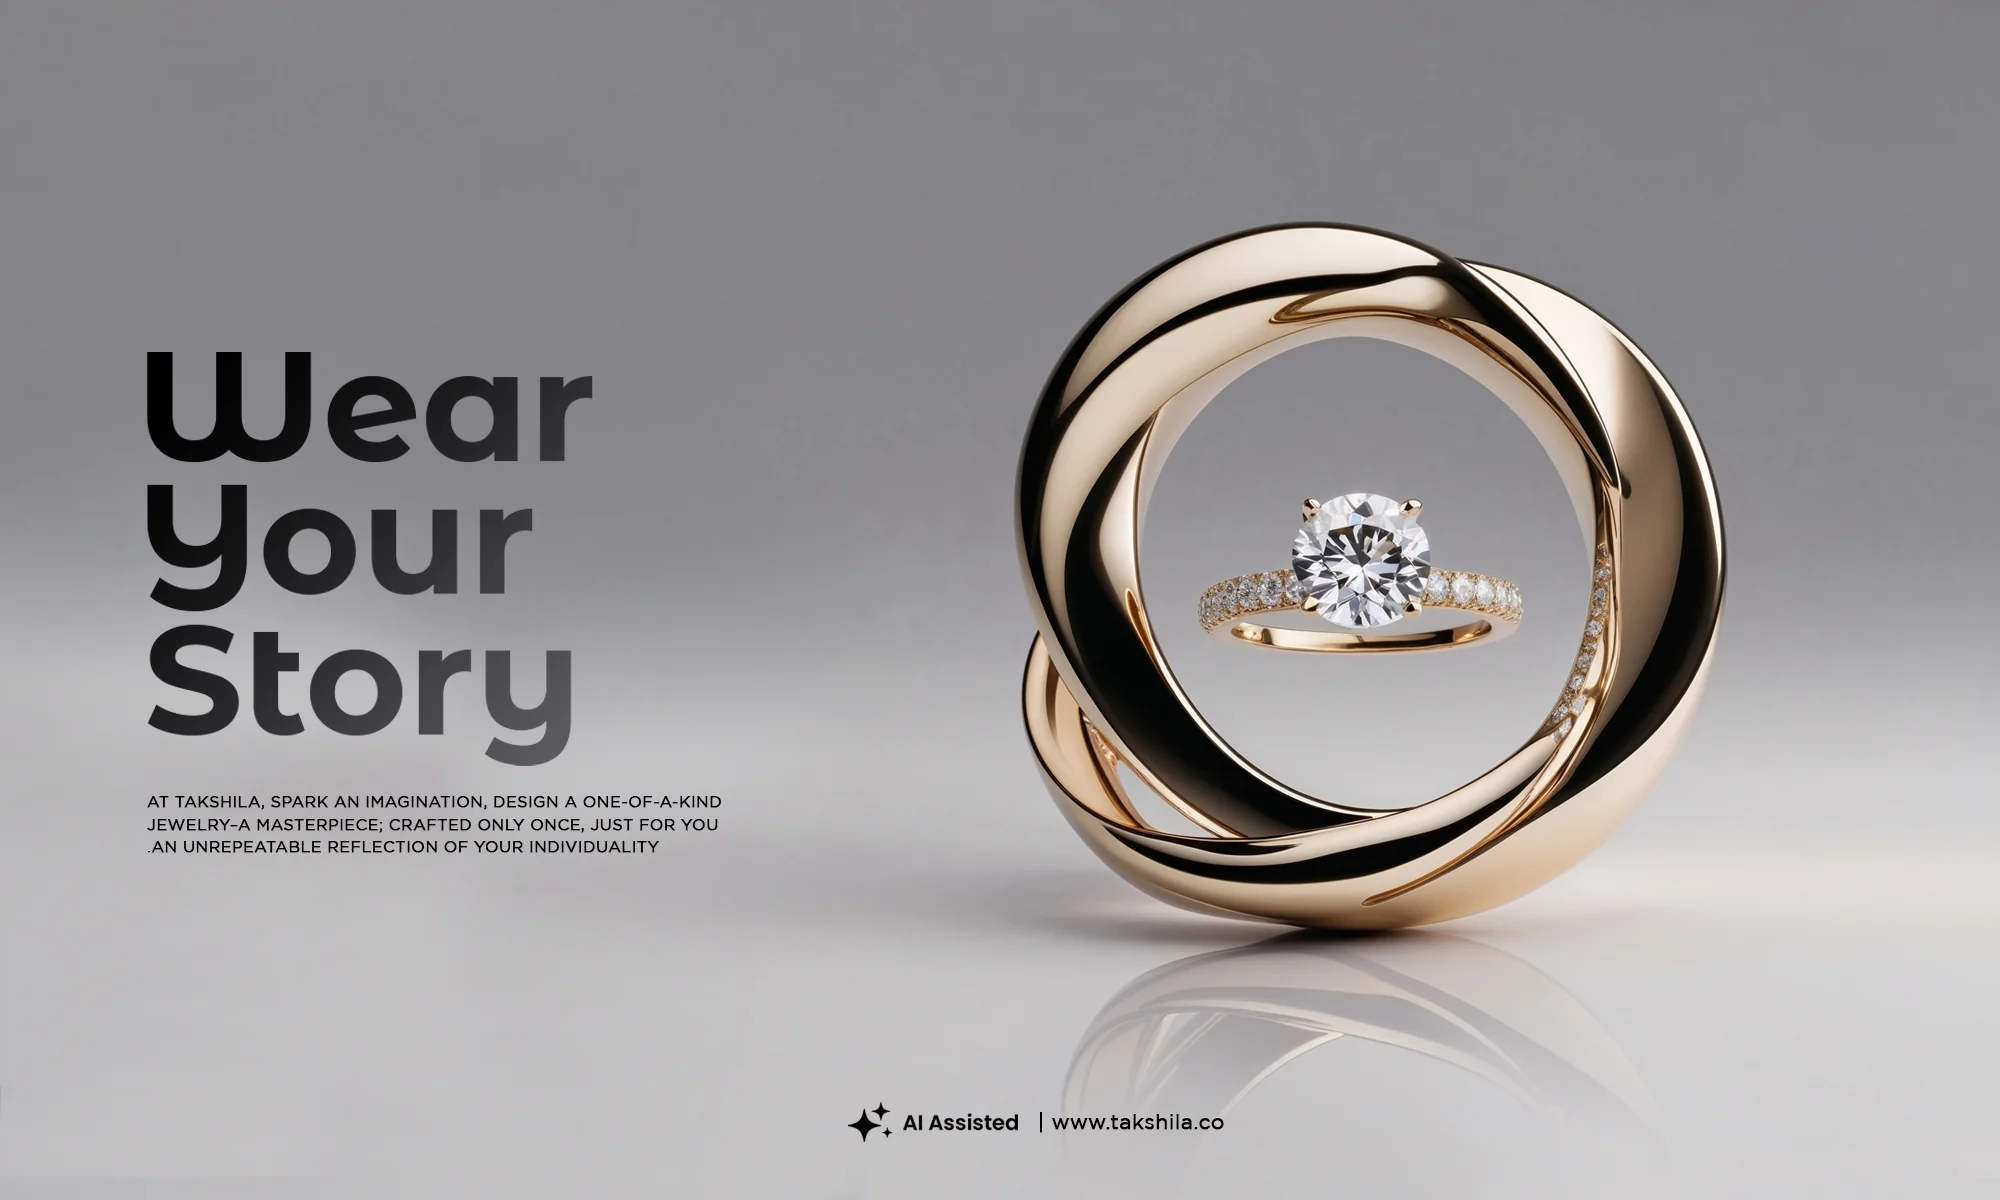 Wear
Your
Story
AT TAKSHILA, SPARK AN IMAGINATION, DESIGN A ONE-OF-A-KIND
JEWELRY–A MASTERPIECE; CRAFTED ONLY ONCE, JUST FOR YOU
.AN UNREPEATABLE REFLECTION OF YOUR INDIVIDUALITY
AI Assisted | www.takshila.co